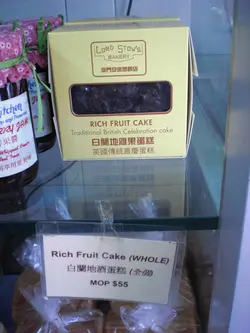 LORD STOW'S
BAKERY
RICH FRUIT CAKE
Traditional British Celebration cake
白蘭地雜果蛋糕
英國傳統喜慶蛋糕
Rich Fruit Cake (WHOLE)
白蘭地酒蛋糕 (全個)
MOP $55